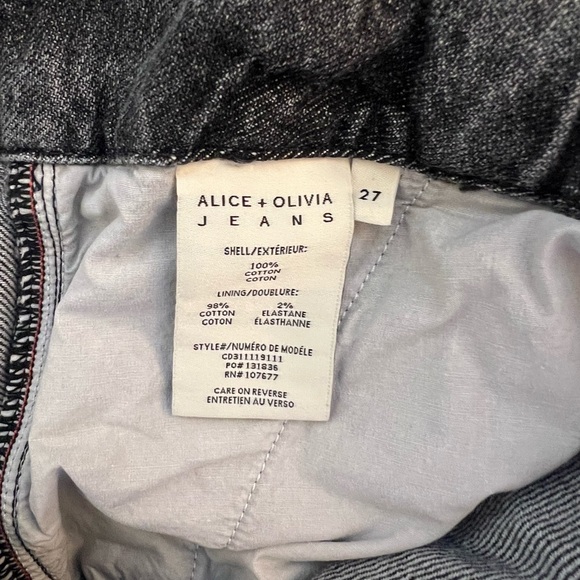 ALICE + OLIVIA
JEANS
27
SHELL/EXTÉRIEUR:
100%
COTTON
COTON
LINING/DOUBLURE:
98% 2%
COTTON ELASTANE
COTON ÉLASTHANNE
STYLE#/NUMÉRO DE MODÉLE
CD311119111
PO# 131836
RN# 107677
CARE ON REVERSE
ENTRETIEN AU VERSO